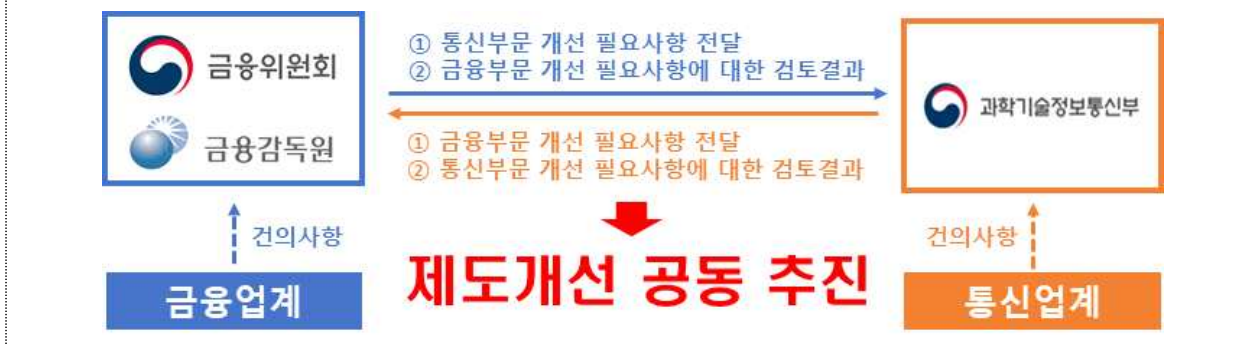 금융위원회
금융감독원
① 통신부문 개선 필요사항 전달
② 금융부문 개선 필요사항에 대한 검토결과
① 금융부문 개선 필요사항 전달
② 통신부문 개선 필요사항에 대한 검토결과
과학기술정보통신부
건의사항
금융업계
제도개선 공동 추진
건의사항
통신업계